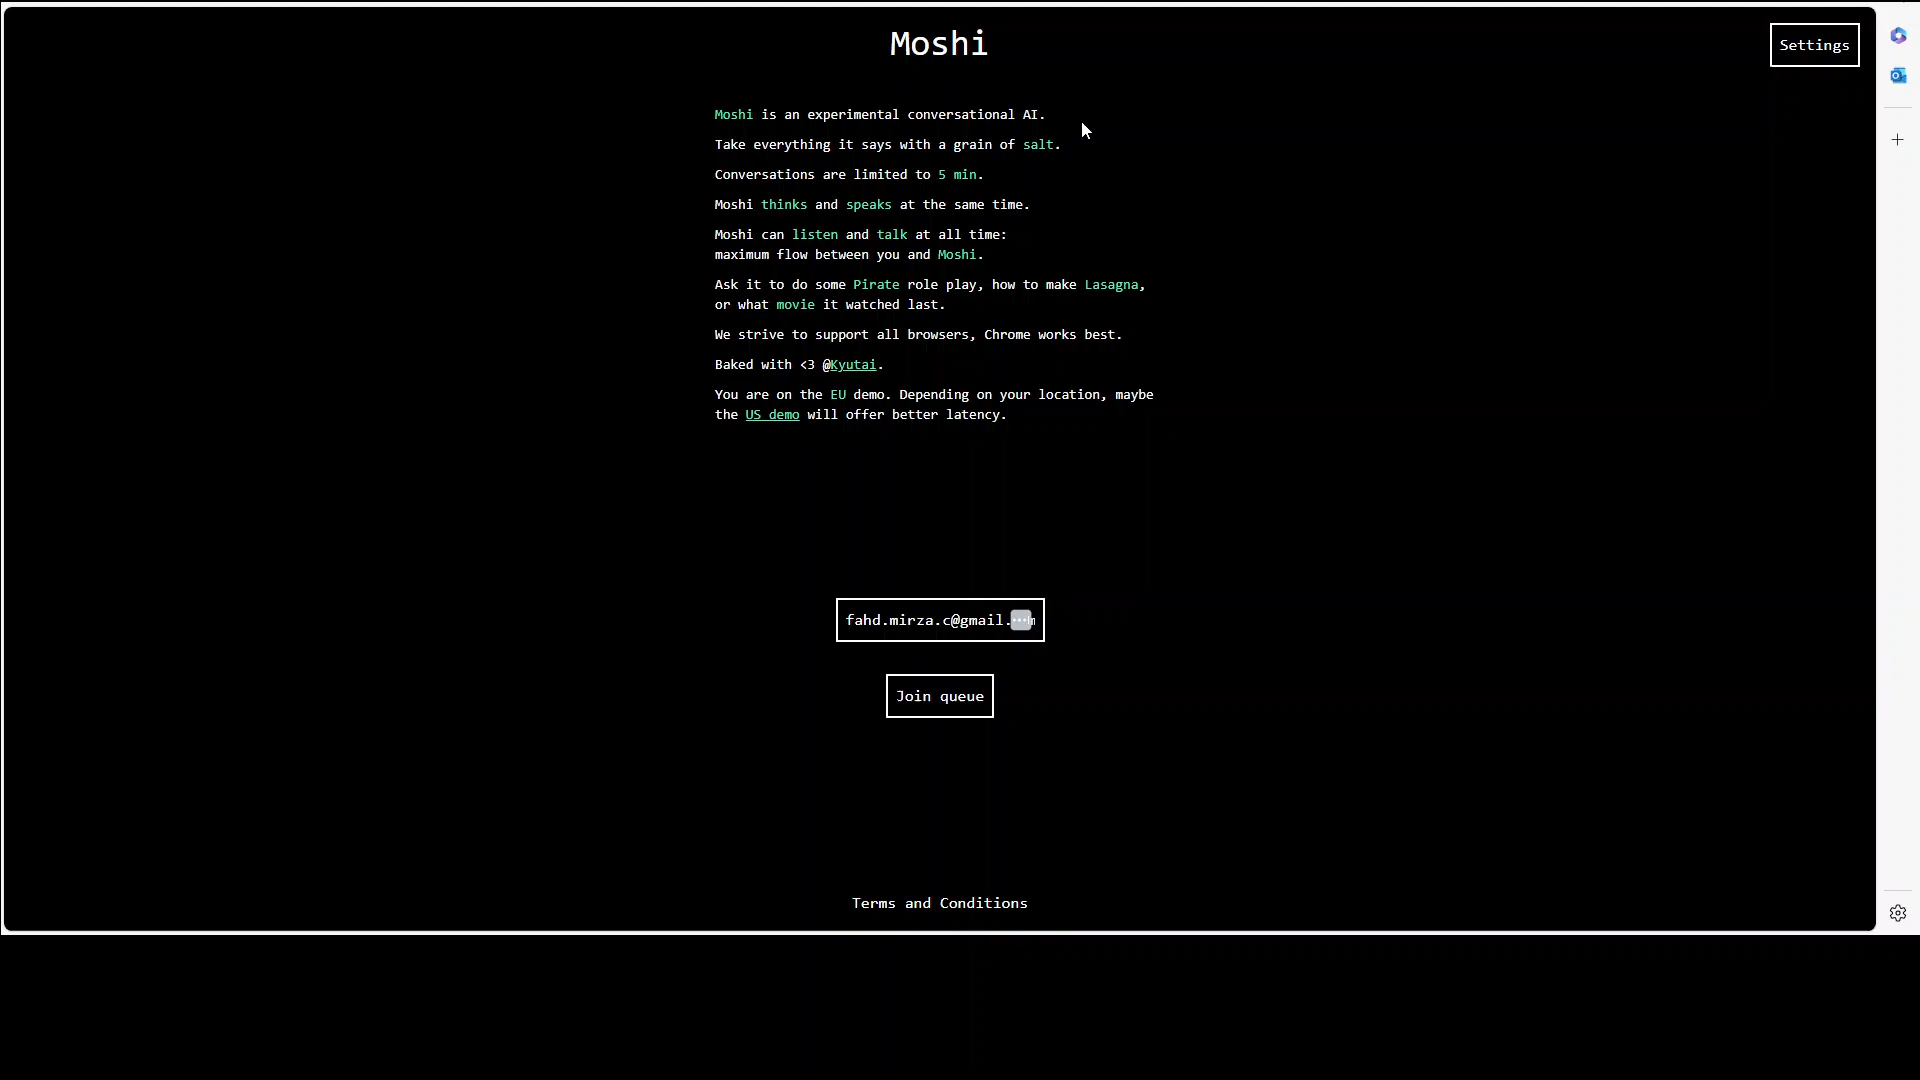 Moshi
Settings
Moshi is an experimental conversational AI.
Take everything it says with a grain of salt.
Conversations are limited to 5 min.
Moshi thinks and speaks at the same time.
Moshi can listen and talk at all time:
maximum flow between you and Moshi.
Ask it to do some Pirate role play, how to make Lasagna,
or what movie it watched last.
We strive to support all browsers, Chrome works best.
Baked with <3 @Kyutai.
You are on the EU demo. Depending on your location, maybe
the US demo will offer better latency.
fahd.mirza.c@gmail.
Join queue
Terms and Conditions